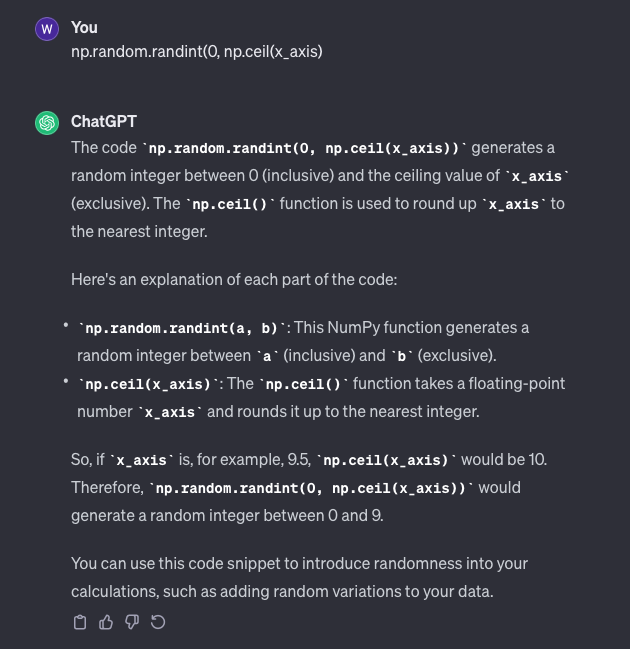 W You
np.random.randint(0, np.ceil(x_axis)
ChatGPT
The code `np.random.randint(0, np.ceil(x_axis))` generates a
random integer between 0 (inclusive) and the ceiling value of `x_axis`
(exclusive). The `np.ceil()` function is used to round up `x_axis` to
the nearest integer.
Here's an explanation of each part of the code:
• `np.random.randint(a, b)`: This NumPy function generates a
random integer between `a` (inclusive) and `b` (exclusive).
• `np.ceil(x_axis)`: The `np.ceil()` function takes a floating-point
number `x_axis` and rounds it up to the nearest integer.
So, if `x_axis` is, for example, 9.5, `np.ceil(x_axis)` would be 10.
Therefore, `np.random.randint(0, np.ceil(x_axis))` would
generate a random integer between 0 and 9.
You can use this code snippet to introduce randomness into your
calculations, such as adding random variations to your data.